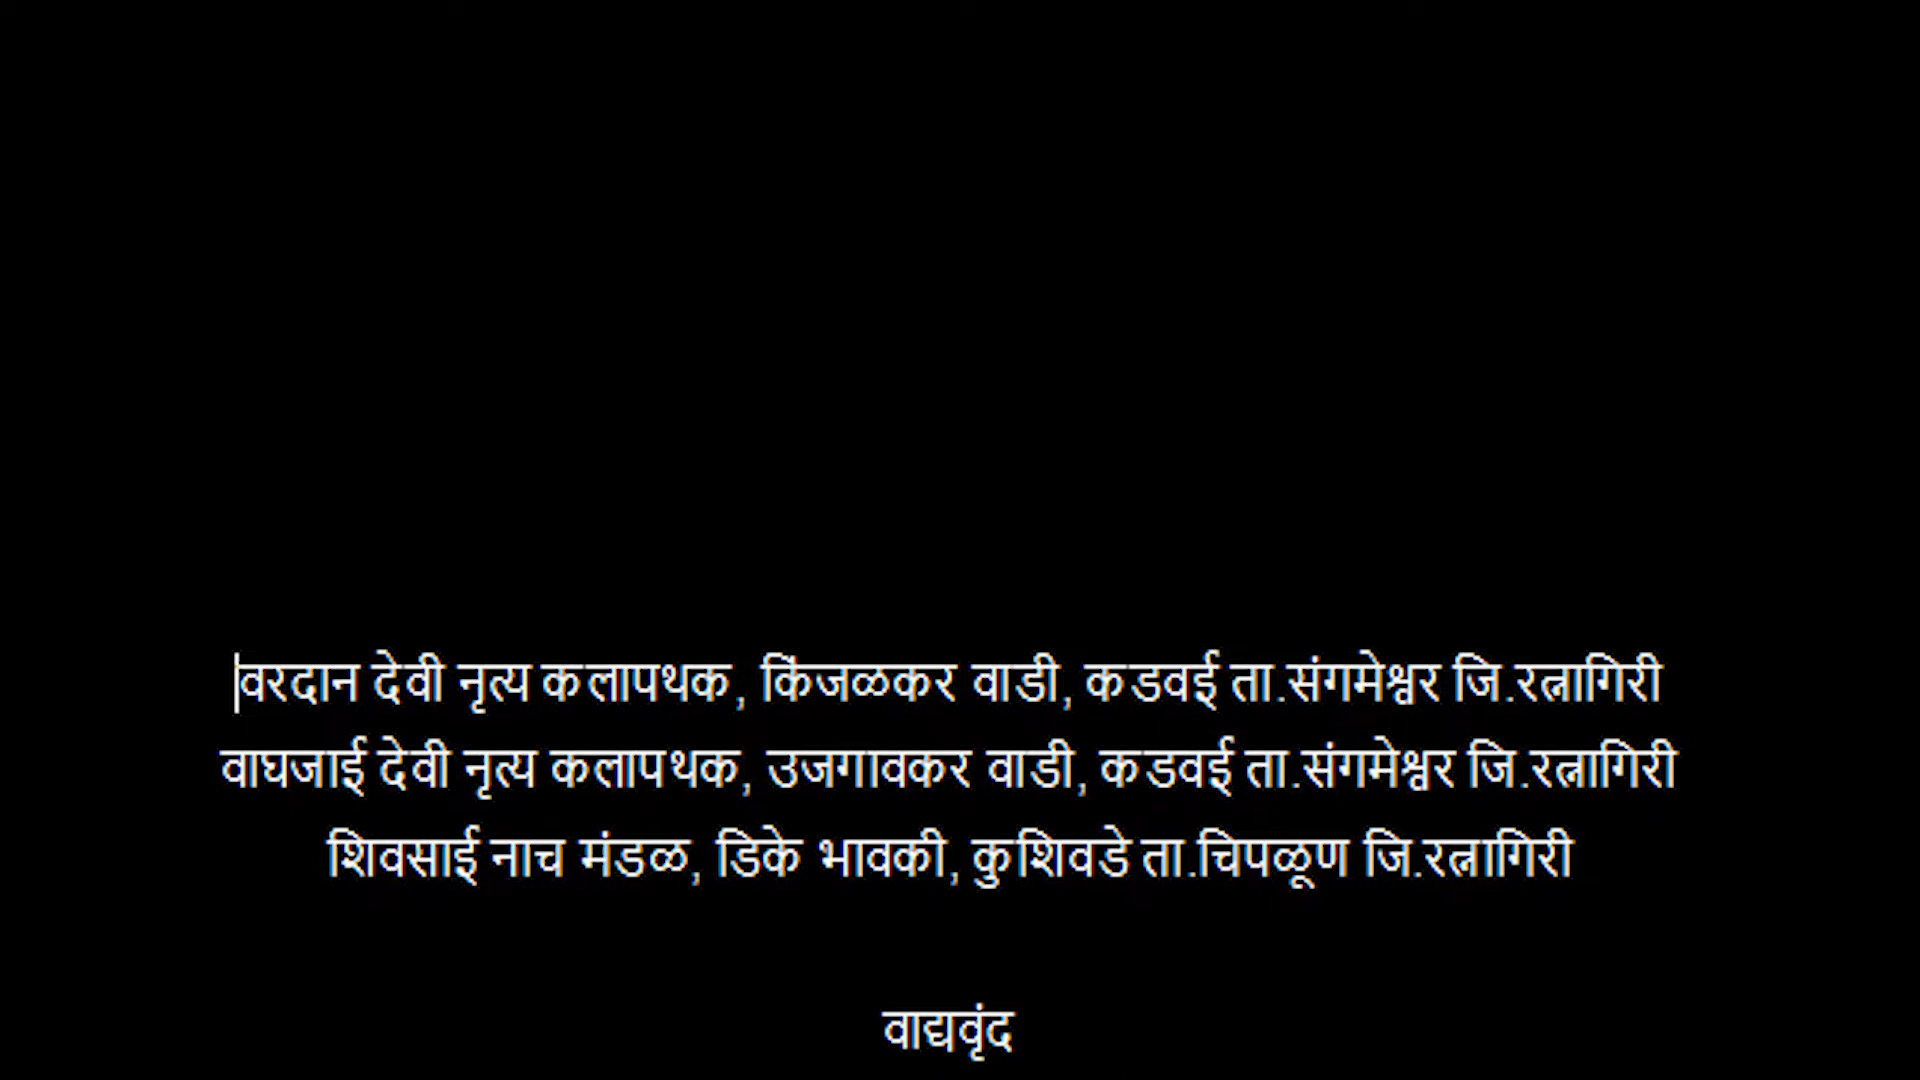 वरदान देवी नृत्य कलापथक, किंजळकर वाडी, कडवई ता.संगमेश्वर जि.रत्नागिरी
वाघजाई देवी नृत्य कलापथक, उजगावकर वाडी, कडवई ता.संगमेश्वर जि.रत्नागिरी
शिवसाई नाच मंडळ, डिके भावकी, कुशिवडे ता.चिपळूण जि.रत्नागिरी
वाद्यवृंद